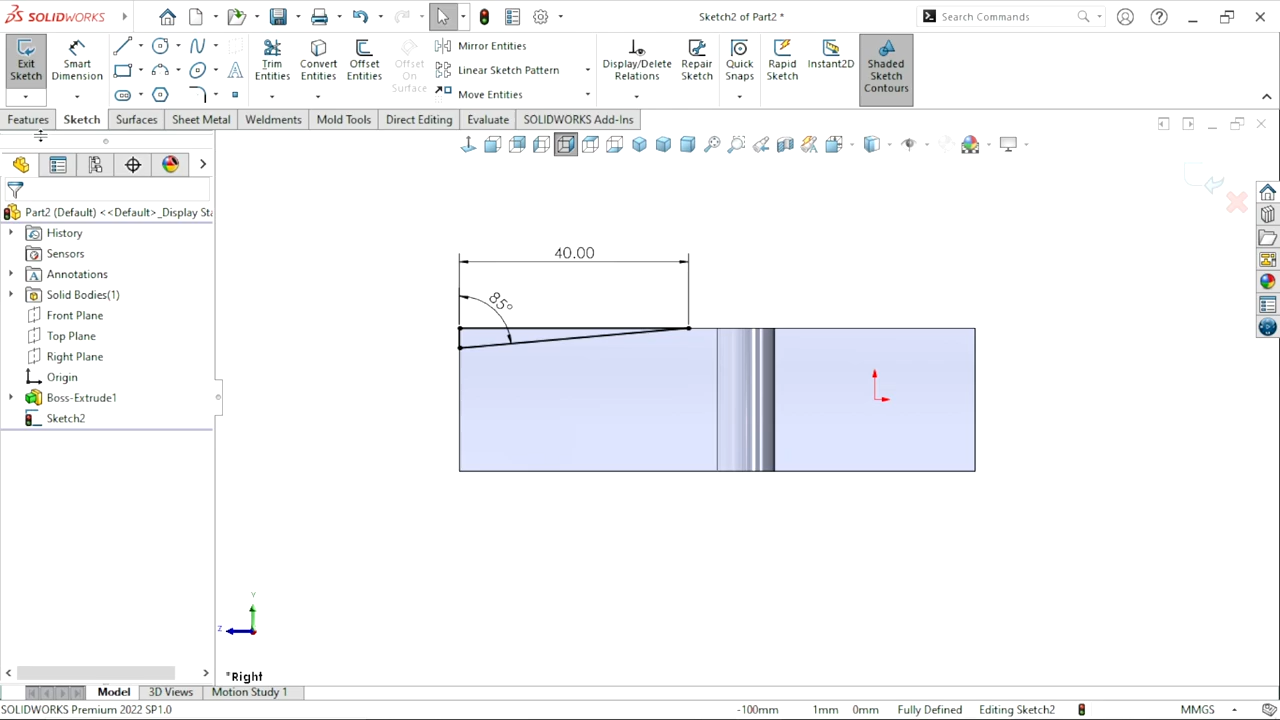 SOLIDWORKS
Sketch2 of Part2 *
Search Commands
Exit Sketch
Smart Dimension
Trim Entities
Convert Entities
Offset Entities
Offset On Surface
Mirror Entities
Linear Sketch Pattern
Move Entities
Display/Delete Relations
Repair Sketch
Quick Snaps
Rapid Sketch
Instant2D
Shaded Sketch Contours
Features
Sketch
Surfaces
Sheet Metal
Weldments
Mold Tools
Direct Editing
Evaluate
SOLIDWORKS Add-Ins
Part2 (Default) <<Default>_Display Sta
History
Sensors
Annotations
Solid Bodies(1)
Front Plane
Top Plane
Right Plane
Origin
Boss-Extrude1
Sketch2
40.00
85°
Y
Z
*Right
Model
3D Views
Motion Study 1
SOLIDWORKS Premium 2022 SP1.0
-100mm
1mm
0mm
Fully Defined
Editing Sketch2
MMGS